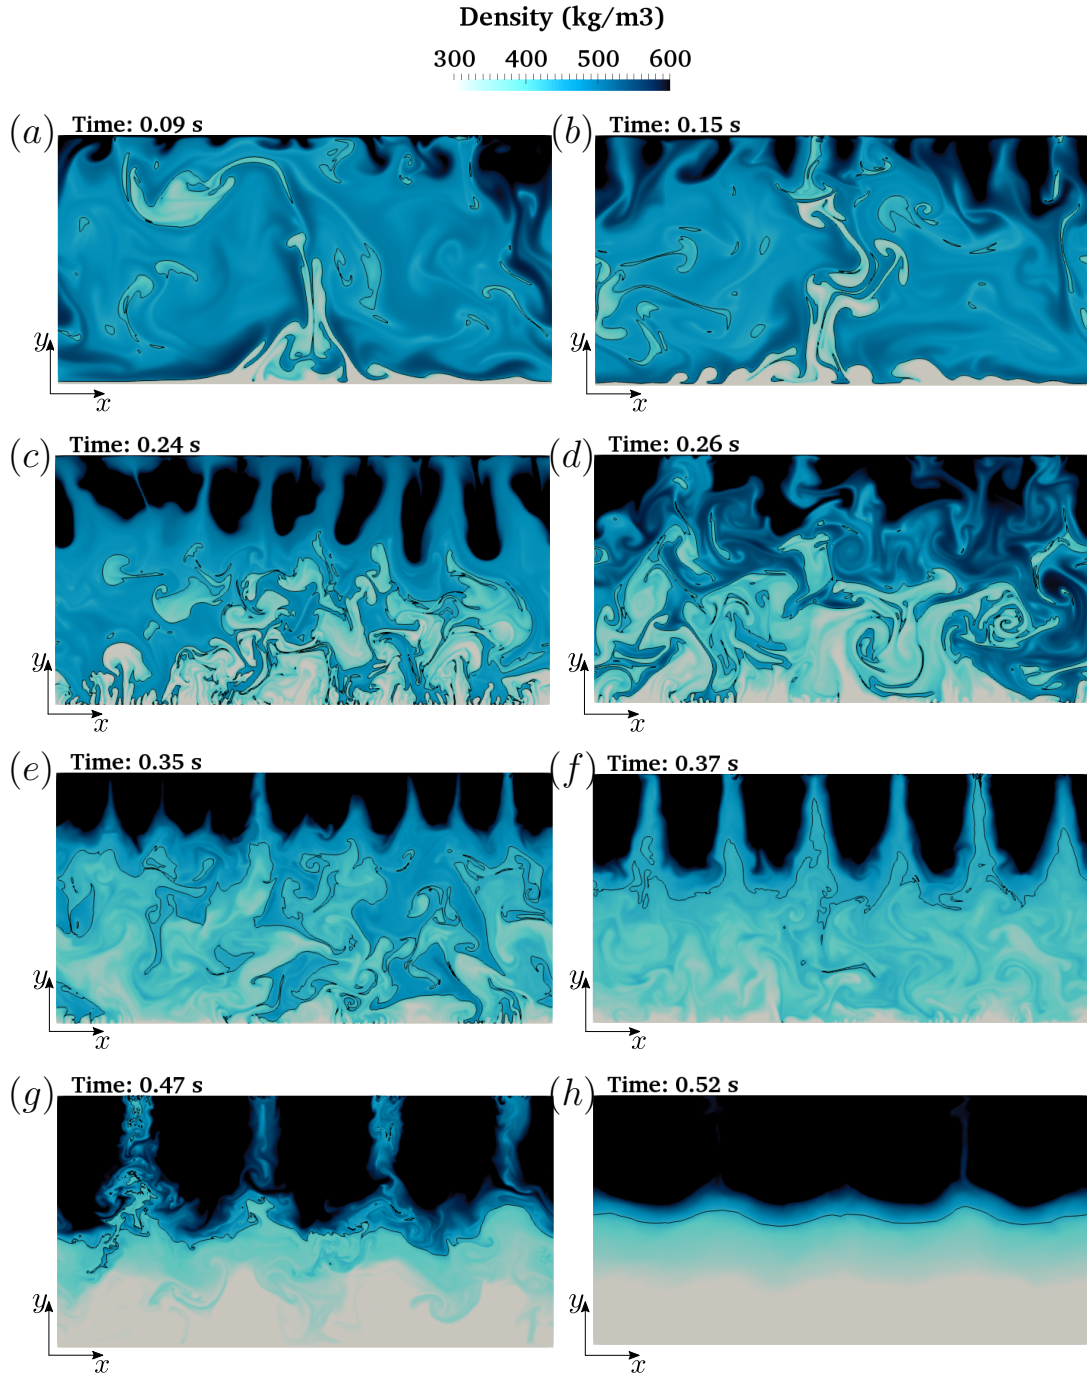 Density (kg/m3)
300 400 500 600
(a) Time: 0.09 s
(b) Time: 0.15 s
y
x
y
x
(c) Time: 0.24 s
(d) Time: 0.26 s
y
x
y
x
(e) Time: 0.35 s
(f) Time: 0.37 s
y
x
y
x
(g) Time: 0.47 s
(h) Time: 0.52 s
y
x
y
x